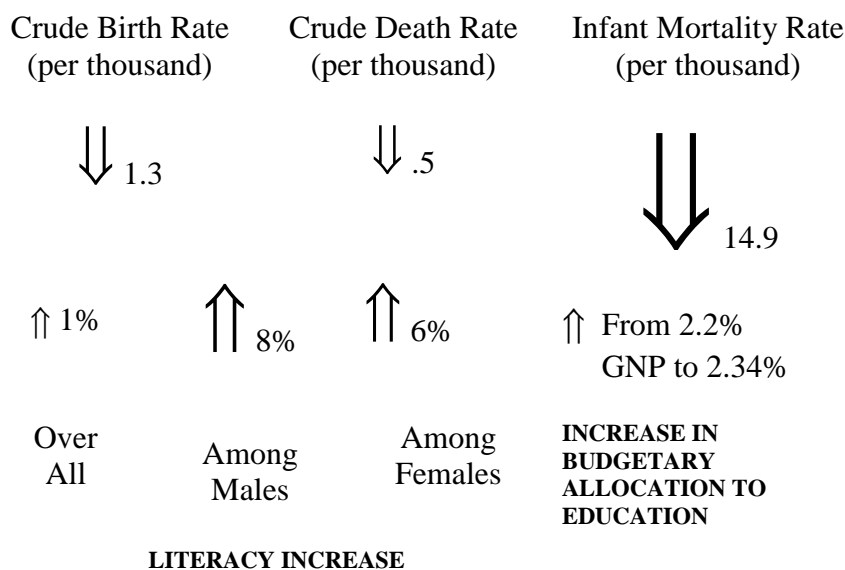 Crude Birth Rate
(per thousand)
Crude Death Rate
(per thousand)
Infant Mortality Rate
(per thousand)
⇓ 1.3
⇓ .5
⇓ 14.9
⇑ 1%
⇑ 8%
⇑ 6%
⇑ From 2.2%
GNP to 2.34%
Over
All
Among
Males
Among
Females
INCREASE IN
BUDGETARY
ALLOCATION TO
EDUCATION
LITERACY INCREASE